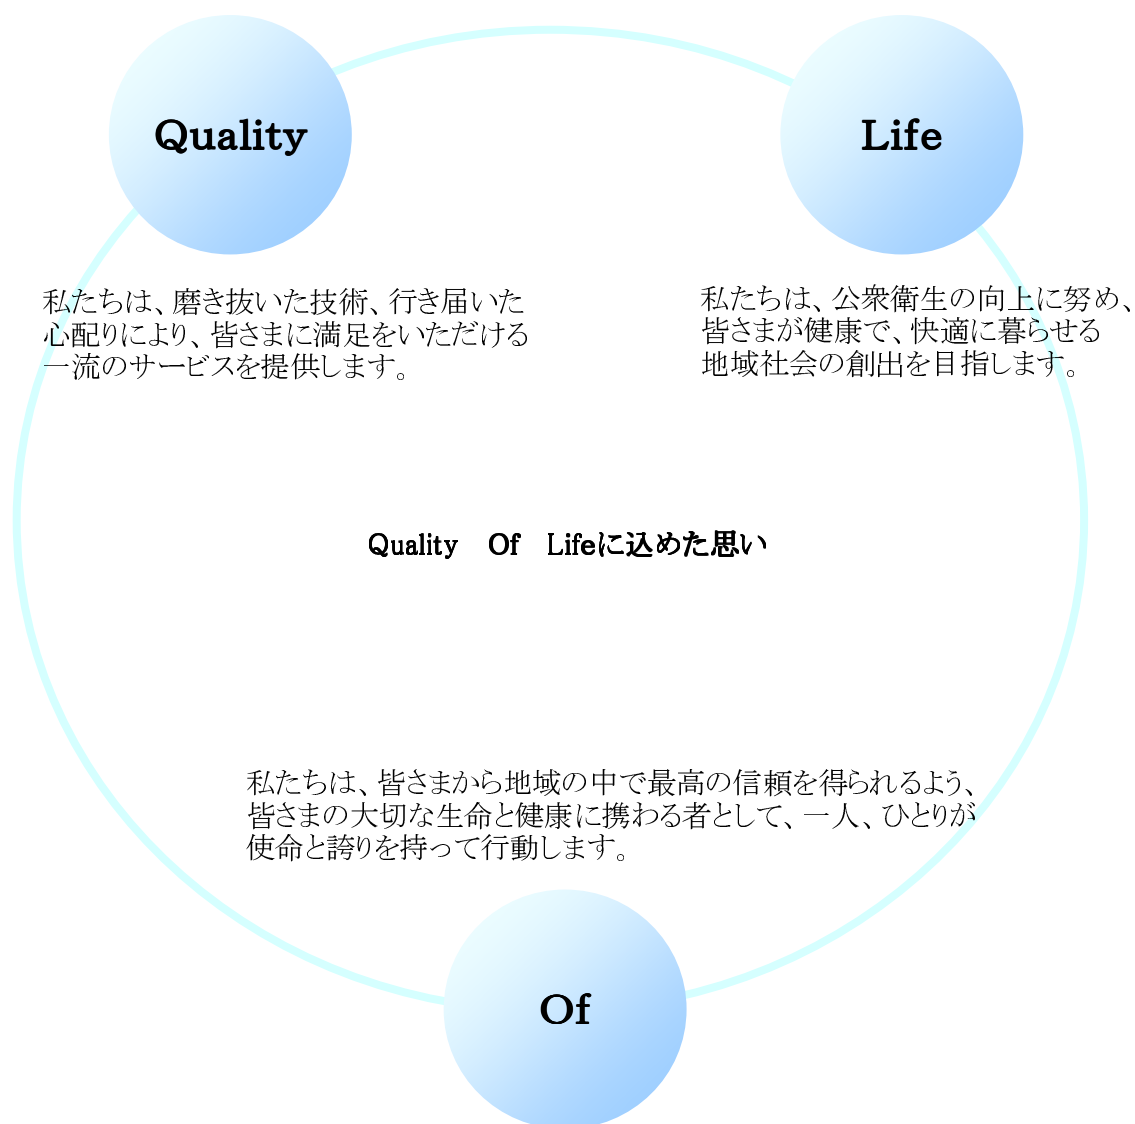 Quality
Life
私たちは、磨き抜いた技術、行き届いた
心配りにより、皆さまに満足をいただける
一流のサービスを提供します。
私たちは、公衆衛生の向上に努め、
皆さまが健康で、快適に暮らせる
地域社会の創出を目指します。
Quality　Of　Lifeに込めた思い
私たちは、皆さまから地域の中で最高の信頼を得られるよう、
皆さまの大切な生命と健康に携わる者として、一人、ひとりが
使命と誇りを持って行動します。
Of